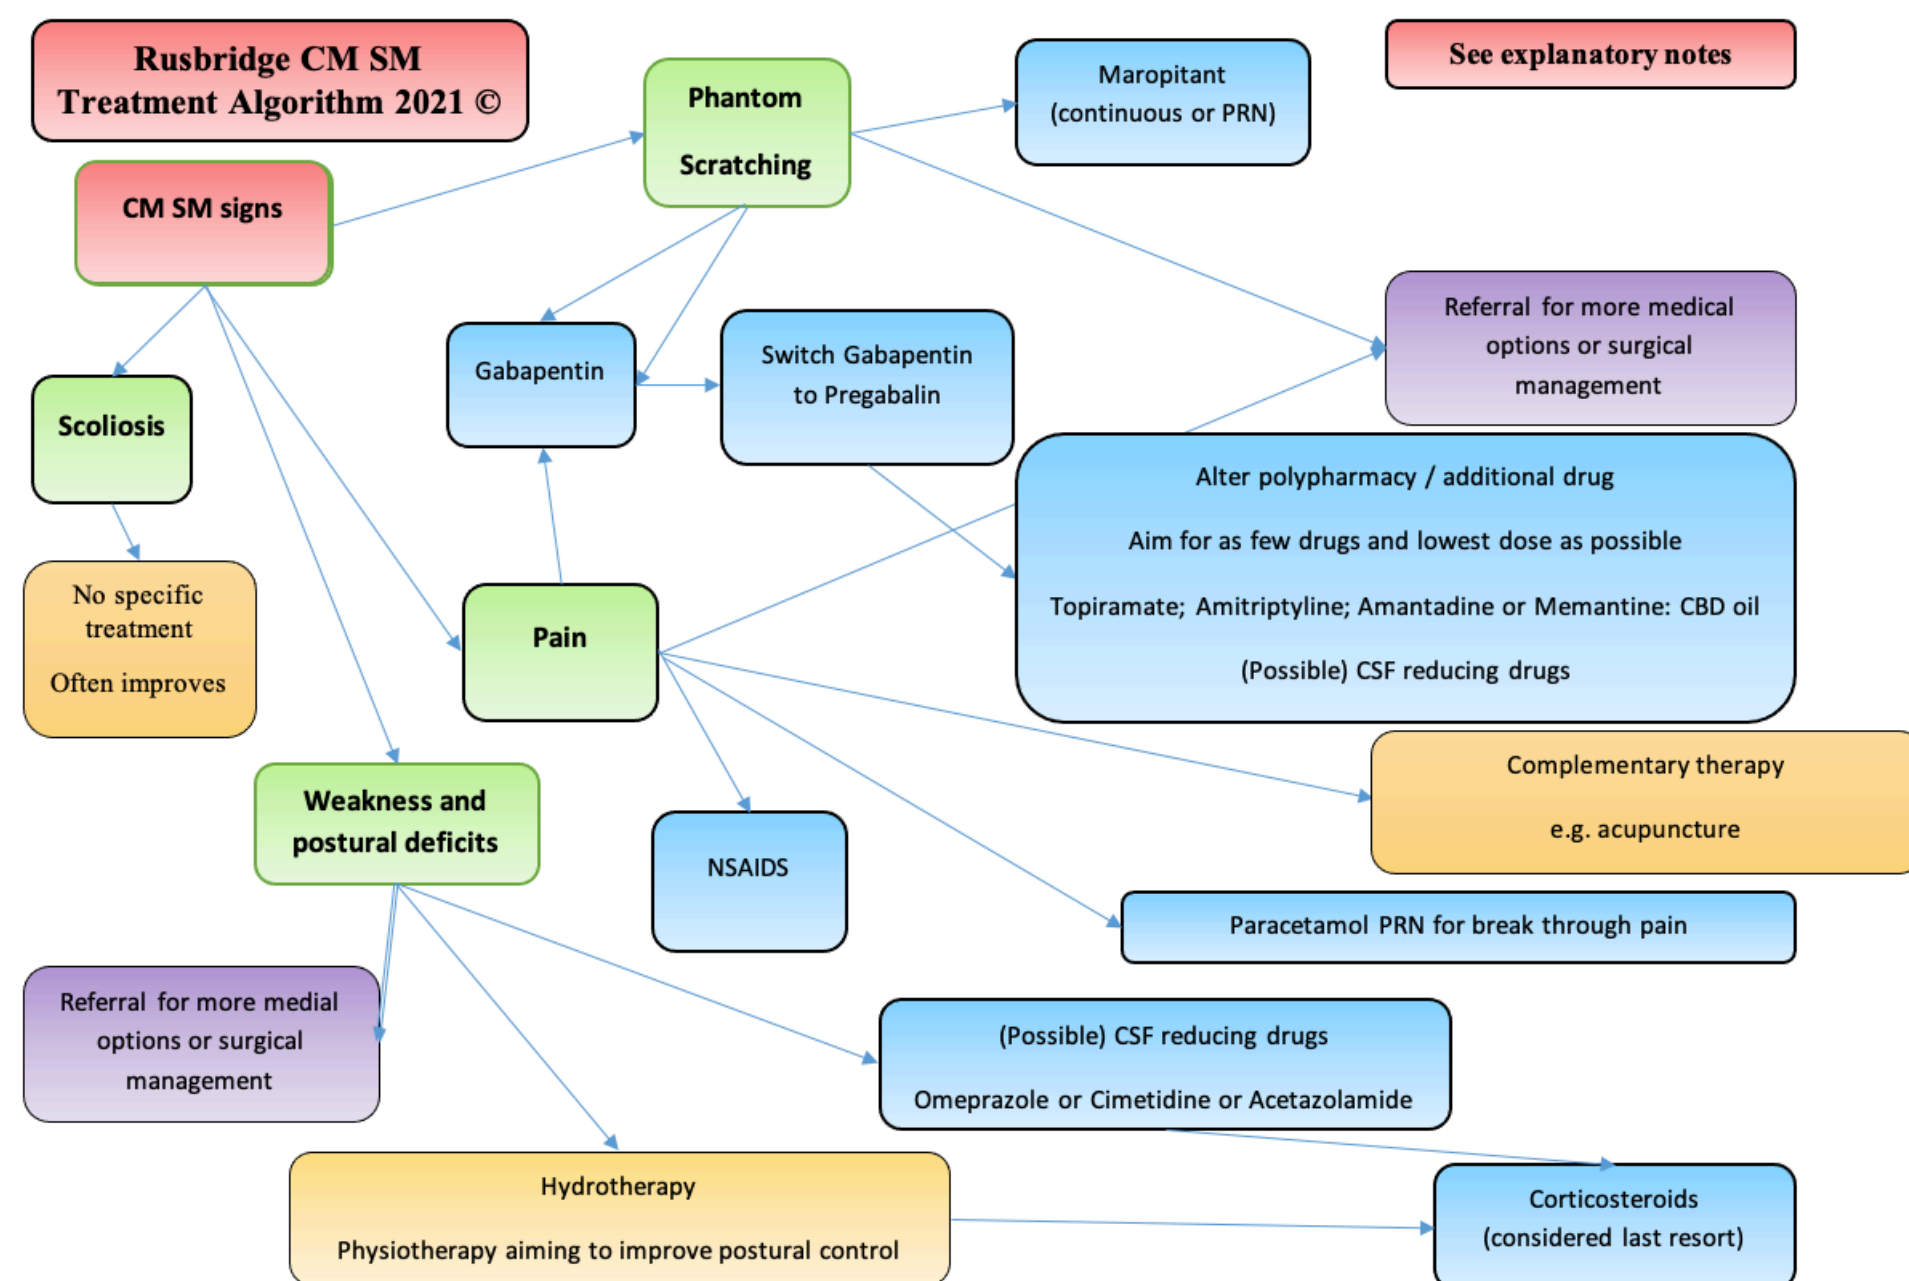 Rusbridge CM SM
Treatment Algorithm 2021 ©
See explanatory notes
Phantom
Scratching
Maropitant
(continuous or PRN)
CM SM signs
Referral for more medical
options or surgical
management
Gabapentin
Switch Gabapentin
to Pregabalin
Scoliosis
Alter polypharmacy / additional drug
Aim for as few drugs and lowest dose as possible
Topiramate; Amitriptyline; Amantadine or Memantine: CBD oil
(Possible) CSF reducing drugs
No specific
treatment
Often improves
Pain
Complementary therapy
e.g. acupuncture
Weakness and
postural deficits
NSAIDS
Paracetamol PRN for break through pain
Referral for more medial
options or surgical
management
(Possible) CSF reducing drugs
Omeprazole or Cimetidine or Acetazolamide
Hydrotherapy
Physiotherapy aiming to improve postural control
Corticosteroids
(considered last resort)